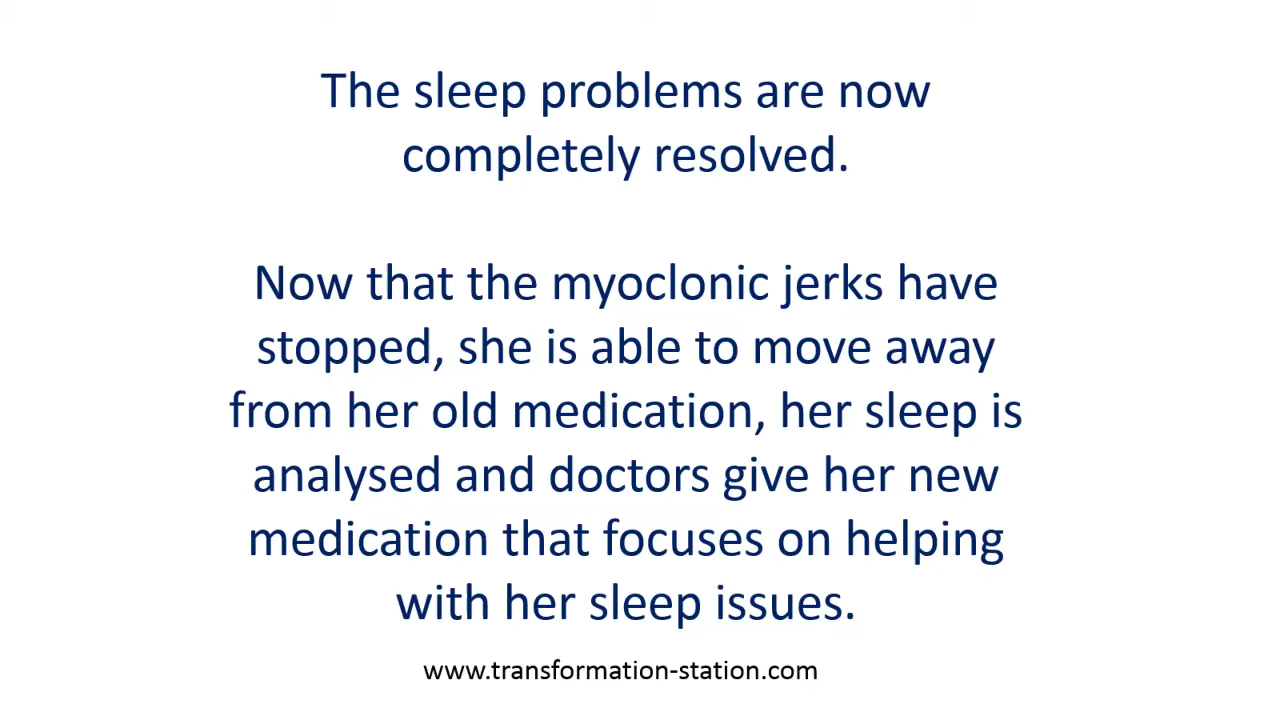 The sleep problems are now
completely resolved.
Now that the myoclonic jerks have
stopped, she is able to move away
from her old medication, her sleep is
analysed and doctors give her new
medication that focuses on helping
with her sleep issues.
www.transformation-station.com